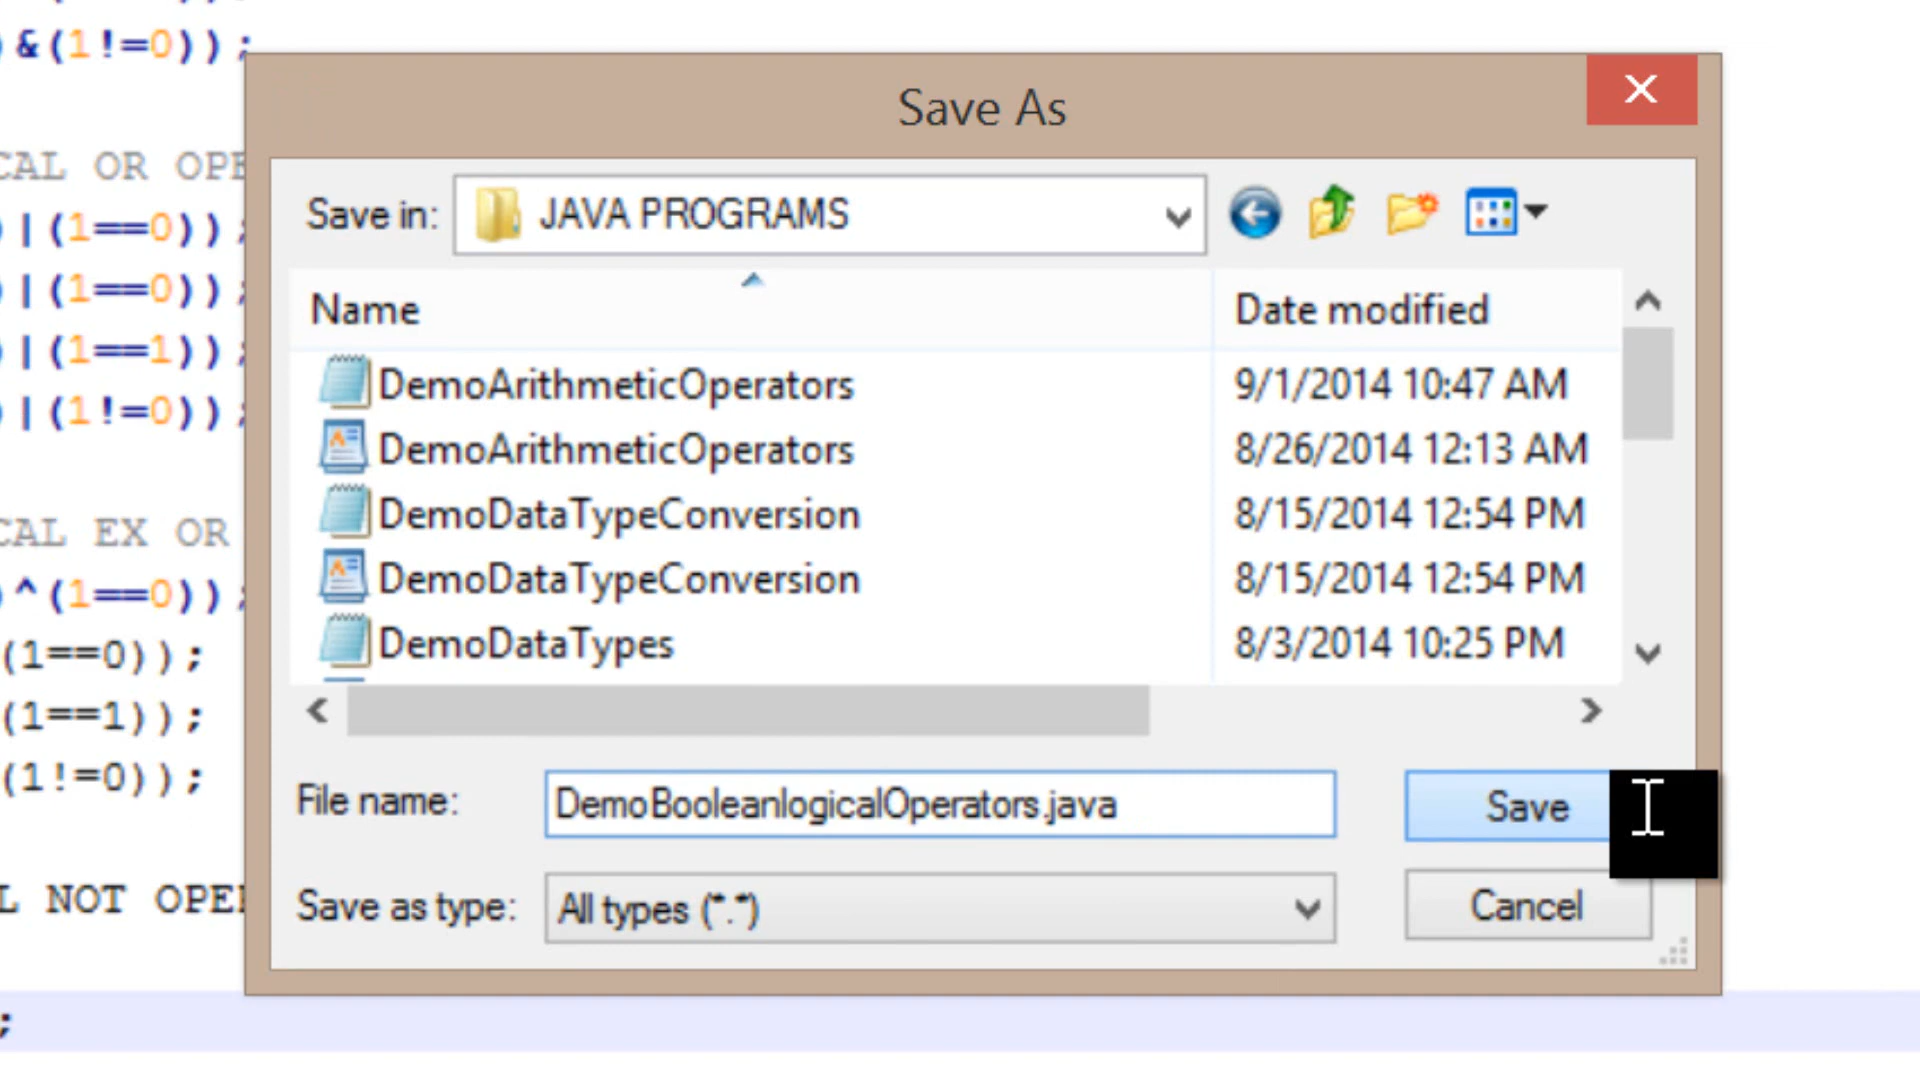 &(1!=0));
Save As
CAL OR OPE
Save in: JAVA PROGRAMS
|(1==0));
|(1==0));
|(1==1));
|(1!=0));
Name Date modified
DemoArithmeticOperators 9/1/2014 10:47 AM
DemoArithmeticOperators 8/26/2014 12:13 AM
DemoDataTypeConversion 8/15/2014 12:54 PM
DemoDataTypeConversion 8/15/2014 12:54 PM
DemoDataTypes 8/3/2014 10:25 PM
CAL EX OR
^(1==0));
(1==0));
(1==1));
(1!=0));
File name: DemoBooleanlogicalOperators.java Save
Save as type: All types (*.*) Cancel
L NOT OPE
;